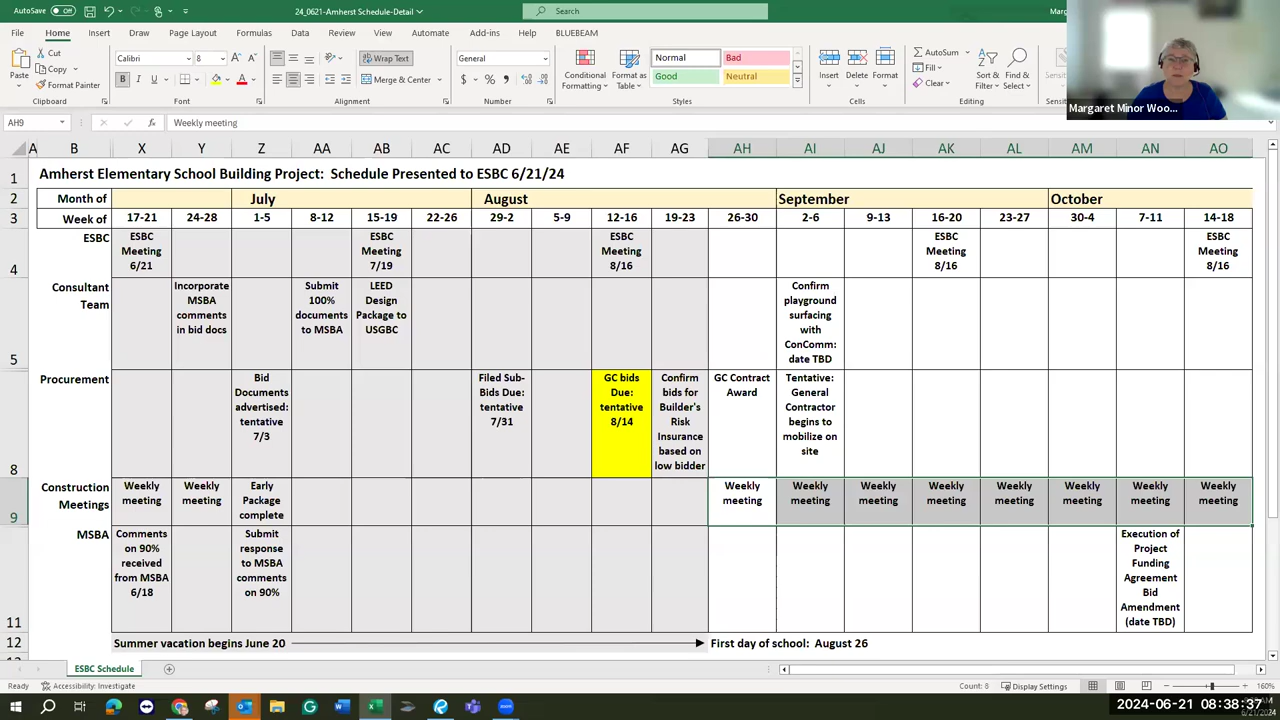 AutoSave Off 24_0621-Amherst Schedule-Detail Search
File Home Insert Draw Page Layout Formulas Data Review View Automate Add-ins Help BLUEBEAM
Paste Cut Copy Format Painter Clipboard
Calibri 8 B I U Font
Wrap Text Merge & Center Alignment
General $ % Number
Conditional Formatting Format as Table Normal Bad Good Neutral Styles
Insert Delete Format Cells
AutoSum Fill Clear Sort & Filter Find & Select Editing
Margaret Minor Woo...
AH9 Weekly meeting
A B X Y Z AA AB AC AD AE AF AG AH AI AJ AK AL AM AN AO
1 Amherst Elementary School Building Project: Schedule Presented to ESBC 6/21/24
2 Month of July August September October
3 Week of 17-21 24-28 1-5 8-12 15-19 22-26 29-2 5-9 12-16 19-23 26-30 2-6 9-13 16-20 23-27 30-4 7-11 14-18
4 ESBC
ESBC Meeting 6/21
ESBC Meeting 7/19
ESBC Meeting 8/16
ESBC Meeting 8/16
ESBC Meeting 8/16
5 Consultant Team
Incorporate MSBA comments in bid docs
Submit 100% documents to MSBA
LEED Design Package to USGBC
Confirm playground surfacing with ConComm: date TBD
8 Procurement
Bid Documents advertised: tentative 7/3
Filed Sub-Bids Due: tentative 7/31
GC bids Due: tentative 8/14
Confirm bids for Builder's Risk Insurance based on low bidder
GC Contract Award
Tentative: General Contractor begins to mobilize on site
9 Construction Meetings
Weekly meeting
Weekly meeting
Early Package complete
Weekly meeting
Weekly meeting
Weekly meeting
Weekly meeting
Weekly meeting
Weekly meeting
Weekly meeting
Weekly meeting
11 MSBA
Comments on 90% received from MSBA 6/18
Submit response to MSBA comments on 90%
Execution of Project Funding Agreement Bid Amendment (date TBD)
12 Summer vacation begins June 20 First day of school: August 26
ESBC Schedule
Ready Accessibility: Investigate Count: 8 Display Settings 160%
2024-06-21 08:38:37